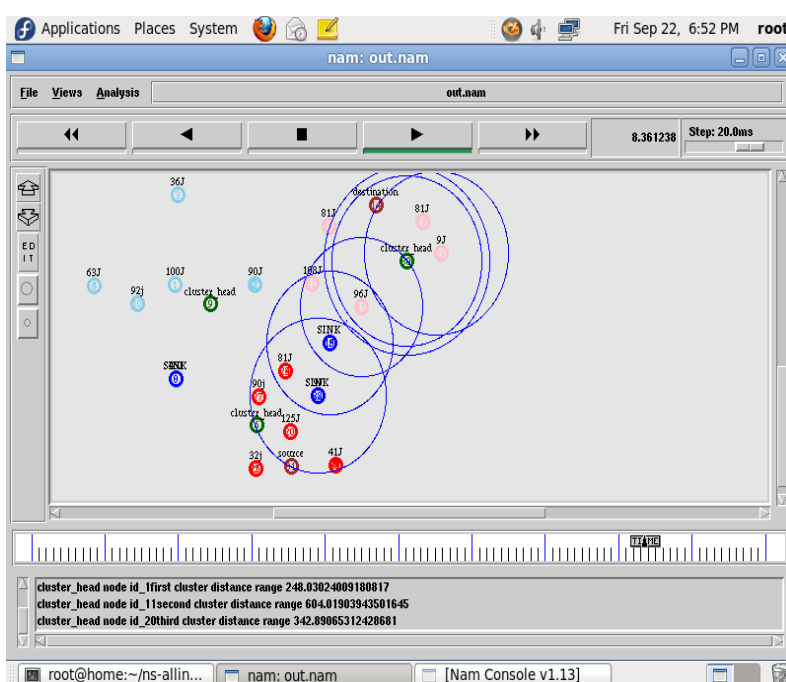 Applications Places System Fri Sep 22, 6:52 PM root
nam: out.nam
File Views Analysis out.nam
8.361238 Step: 20.0ms
36J
destination
81J 81J
9J
cluster_head
63J 100J 90J 108J
92j cluster_head 96J
ED
IT
SINK
81J
90j
cluster_head 125J
32j source 41J
TIME
cluster_head node id_1first cluster distance range 248.03024009180817
cluster_head node id_11second cluster distance range 604.01903943501645
cluster_head node id_20third cluster distance range 342.89065312428681
root@home:~/ns-allin... nam: out.nam [Nam Console v1.13]